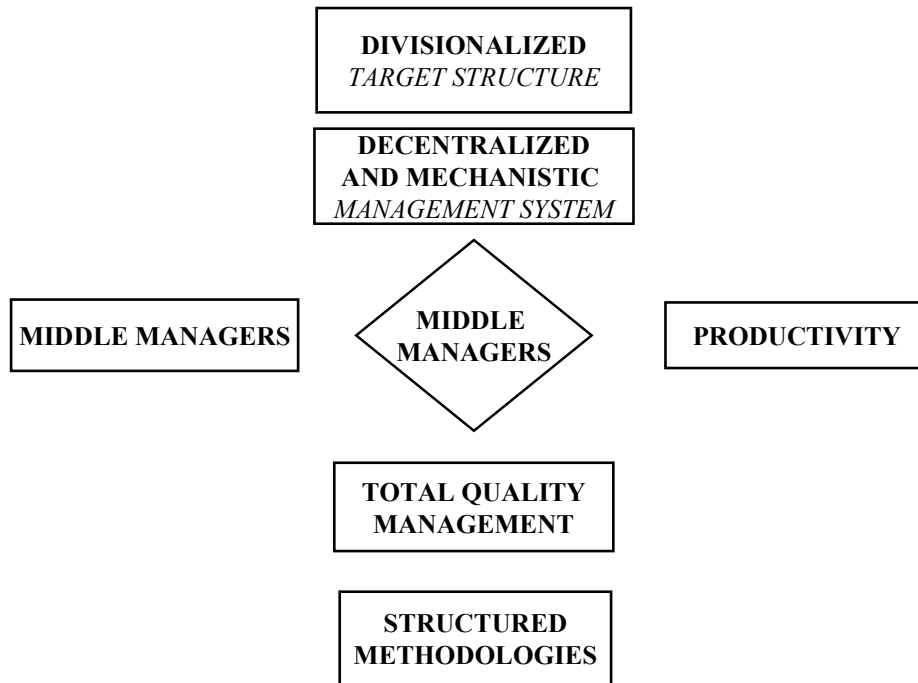 DIVISIONALIZED
TARGET STRUCTURE
DECENTRALIZED
AND MECHANISTIC
MANAGEMENT SYSTEM
MIDDLE MANAGERS
MIDDLE
MANAGERS
PRODUCTIVITY
TOTAL QUALITY
MANAGEMENT
STRUCTURED
METHODOLOGIES